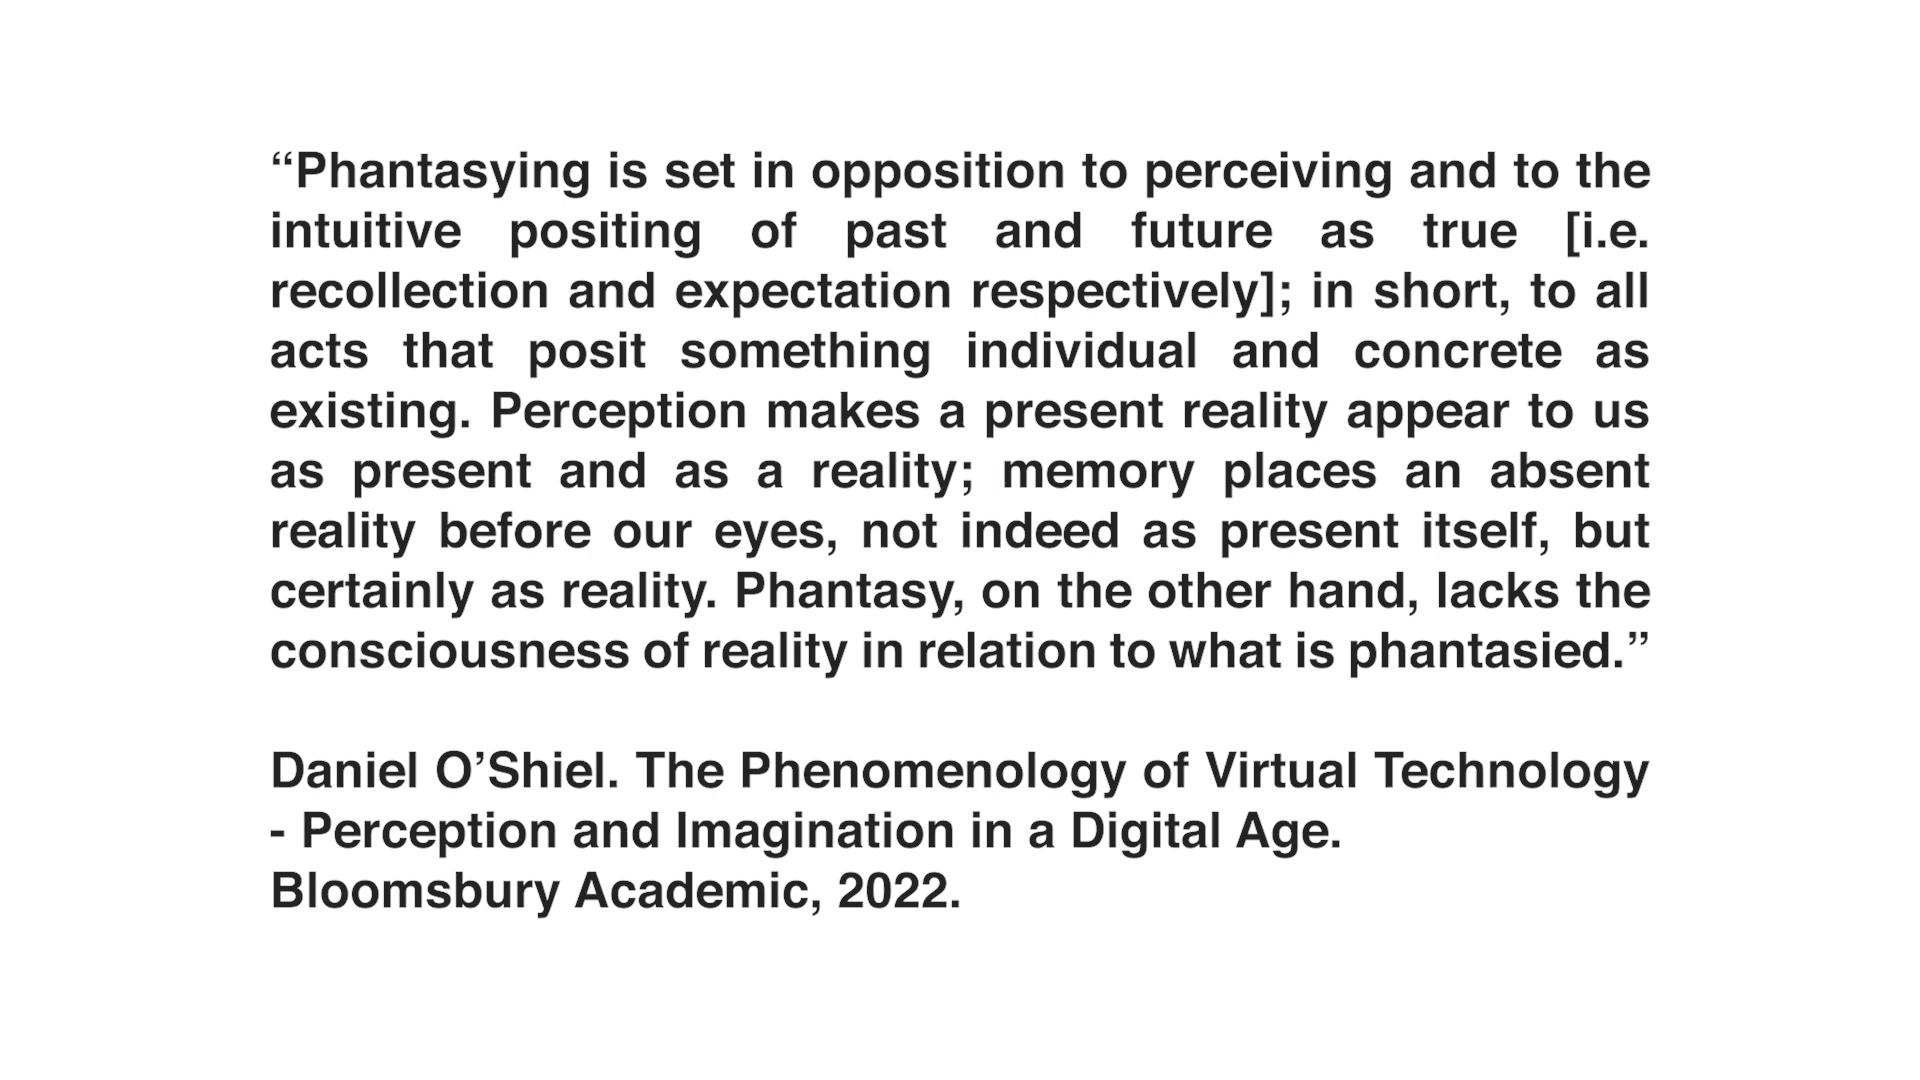 “Phantasying is set in opposition to perceiving and to the
intuitive positing of past and future as true [i.e.
recollection and expectation respectively]; in short, to all
acts that posit something individual and concrete as
existing. Perception makes a present reality appear to us
as present and as a reality; memory places an absent
reality before our eyes, not indeed as present itself, but
certainly as reality. Phantasy, on the other hand, lacks the
consciousness of reality in relation to what is phantasied.”
Daniel O’Shiel. The Phenomenology of Virtual Technology
- Perception and Imagination in a Digital Age.
Bloomsbury Academic, 2022.